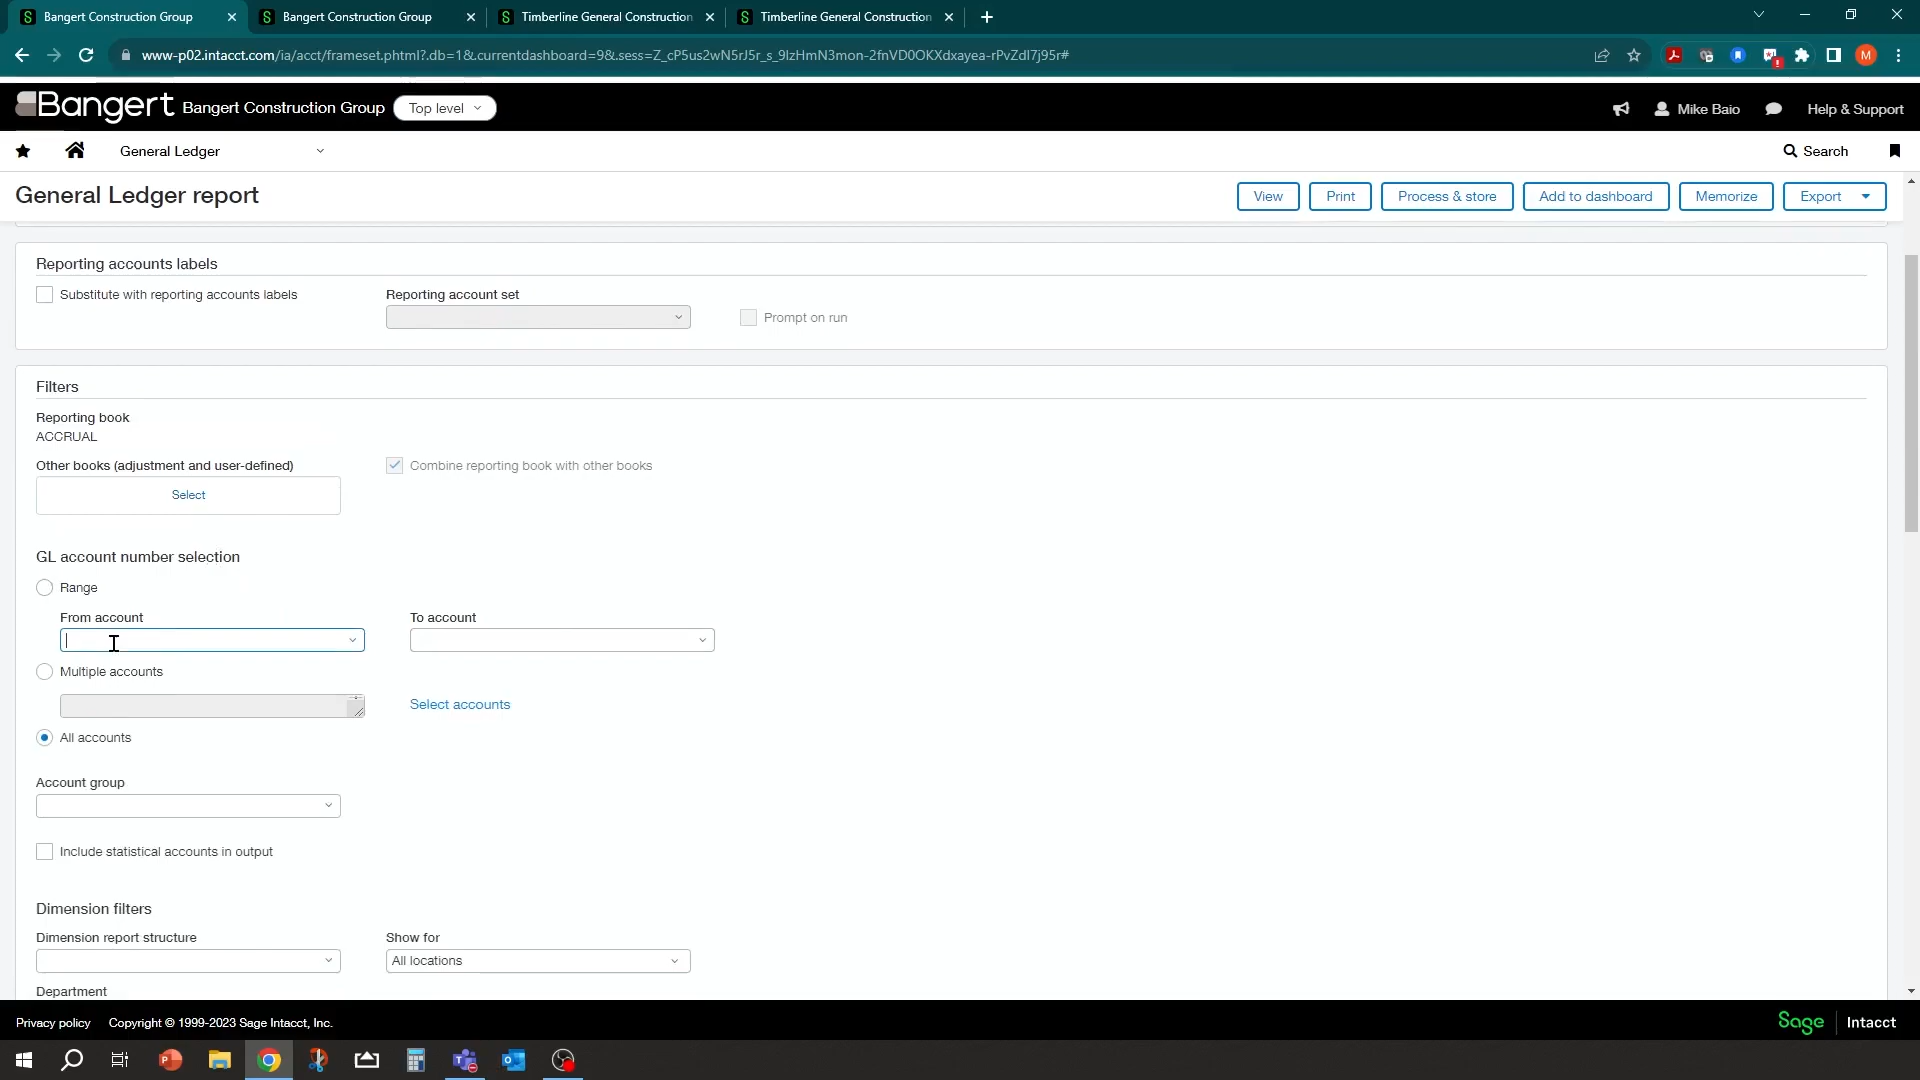 Bangert Construction Group
Bangert Construction Group
Timberline General Construction
Timberline General Construction
www-p02.intacct.com/ia/acct/frameset.phtml?.db=1&.currentdashboard=9&.sess=Z_cP5us2wN5rJ5r_s_9IzHmN3mon-2fnVD0OKXdxayea-rPvZdI7j95r#
M
Bangert Bangert Construction Group Top level
Mike Baio Help & Support
General Ledger
Search
General Ledger report
View Print Process & store Add to dashboard Memorize Export
Reporting accounts labels
Substitute with reporting accounts labels
Reporting account set
Prompt on run
Filters
Reporting book
ACCRUAL
Other books (adjustment and user-defined)
Combine reporting book with other books
Select
GL account number selection
Range
From account To account
Multiple accounts
Select accounts
All accounts
Account group
Include statistical accounts in output
Dimension filters
Dimension report structure Show for
All locations
Department
Privacy policy Copyright © 1999-2023 Sage Intacct, Inc.
Sage Intacct